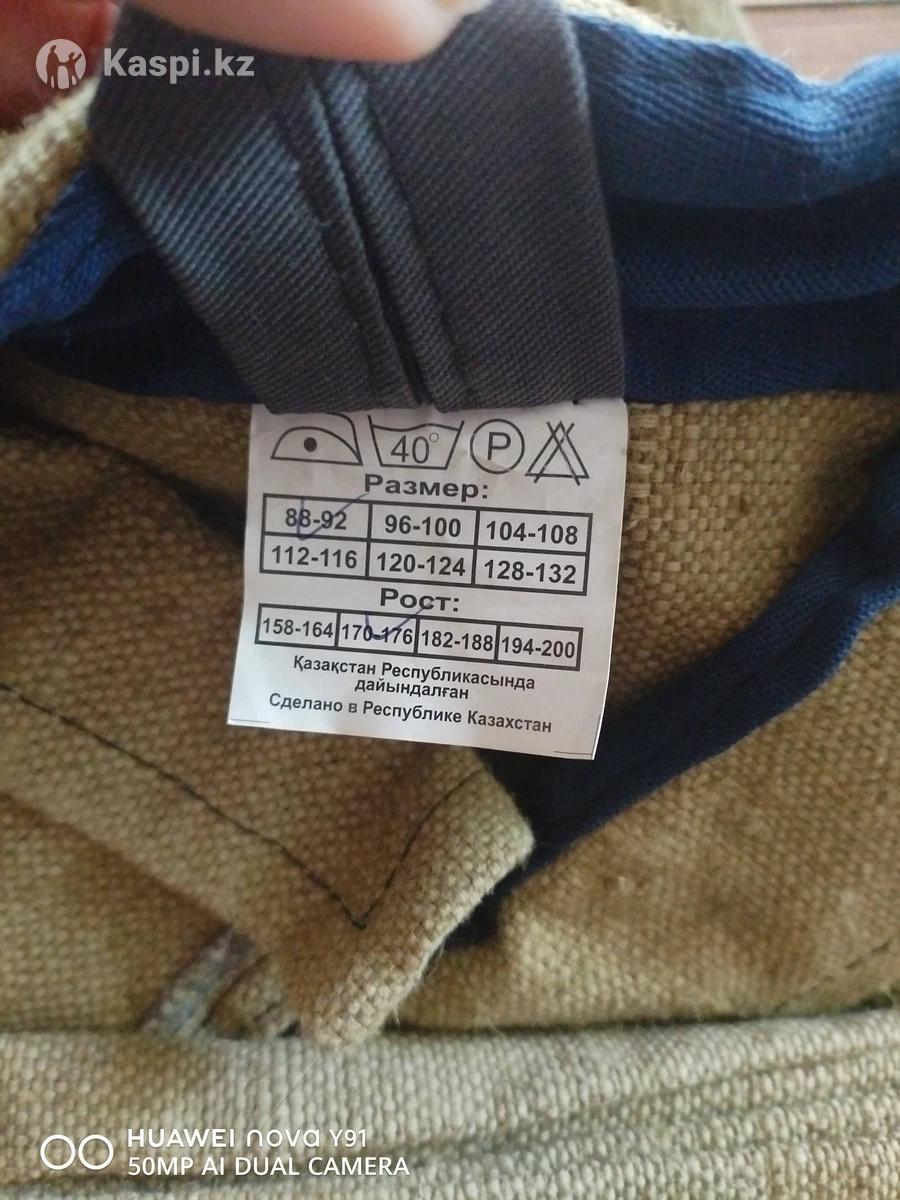 Kaspi.kz
40°
P
Размер:
88-92 96-100 104-108
112-116 120-124 128-132
Рост:
158-164 170-176 182-188 194-200
Қазақстан Республикасында
дайындалған
Сделано в Республике Казахстан
HUAWEI nova Y91
50MP AI DUAL CAMERA